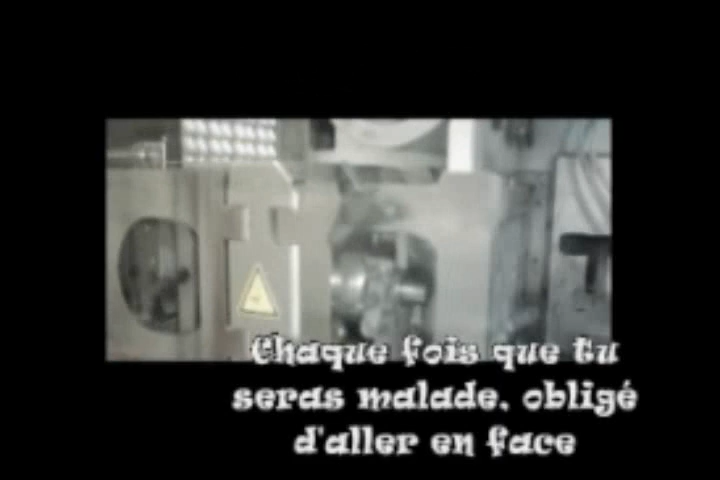 Chaque fois que tu
seras malade, obligé
d'aller en face